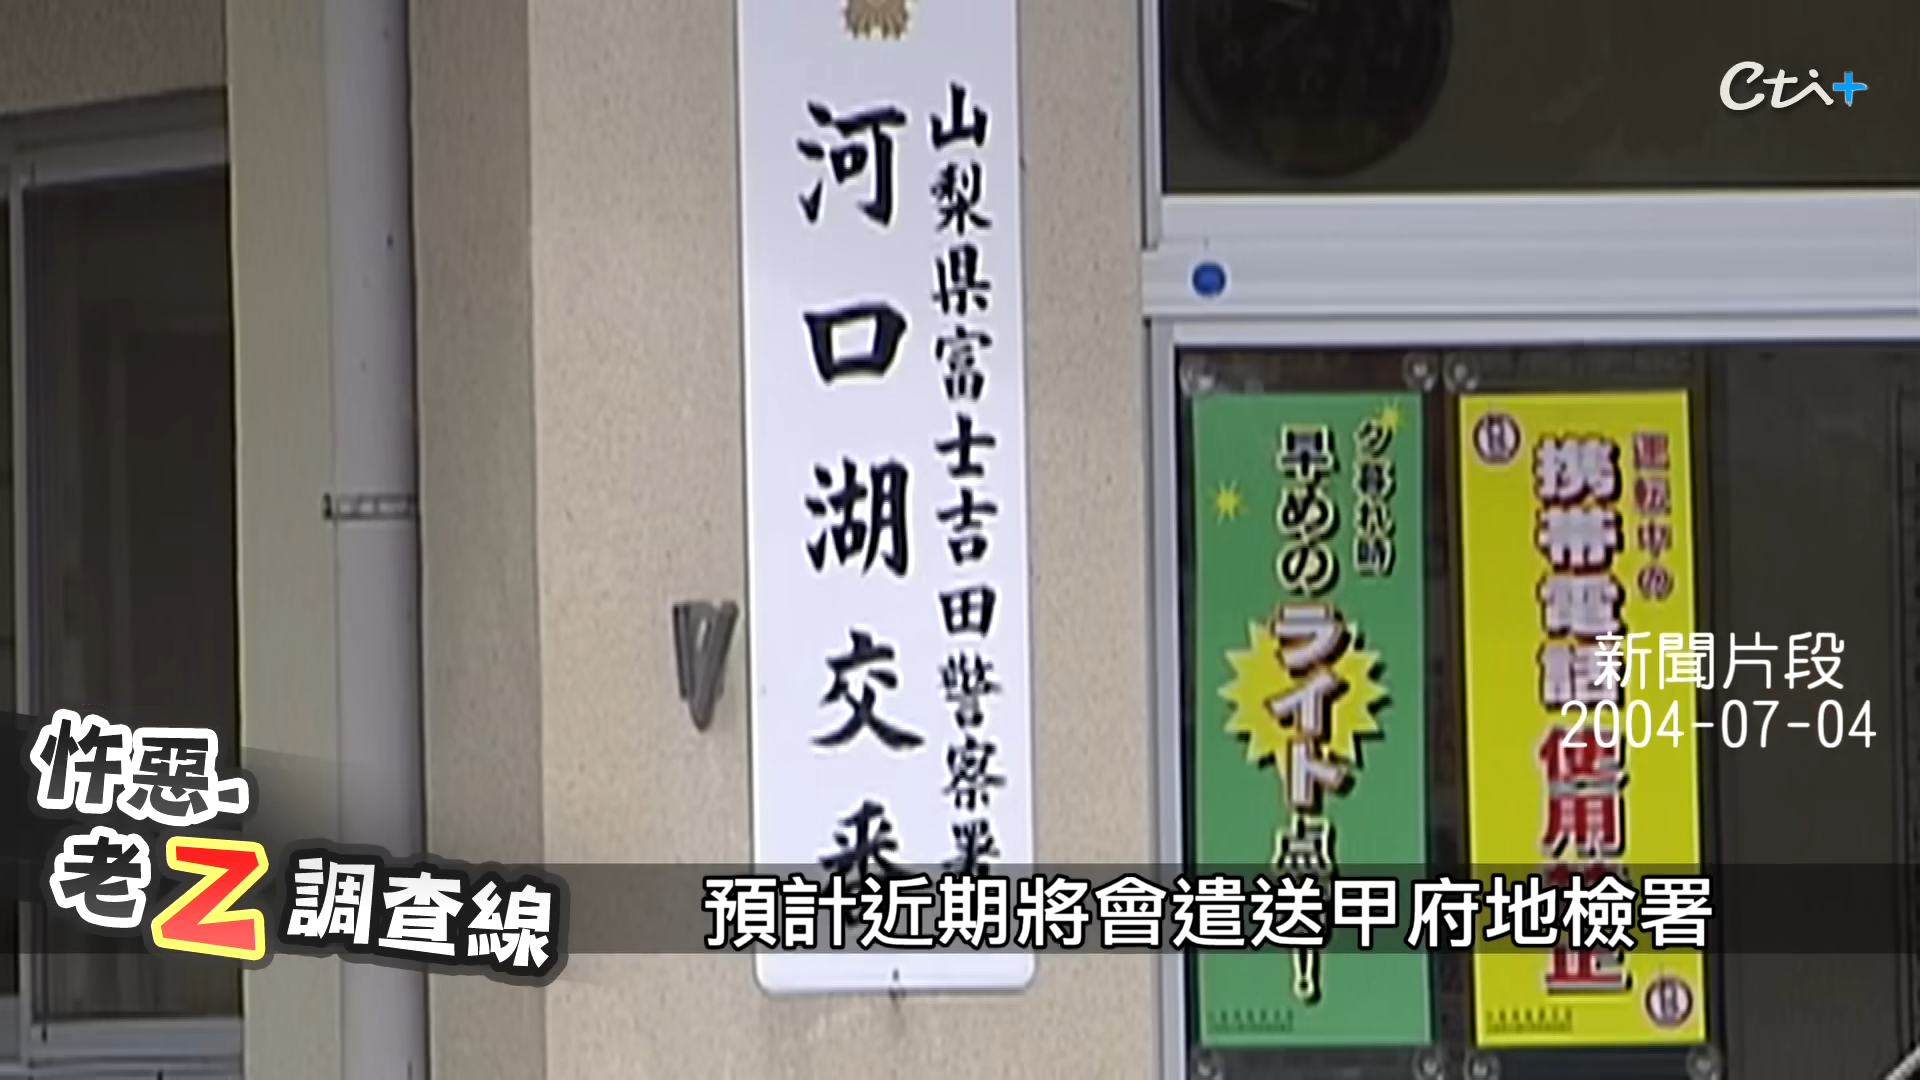 Cti+
山梨県富士吉田警察署
河口湖交番
夕暮れ時
早めのライト点
!
運転中の
携帯電話使用禁止
新聞片段
2004-07-04
忤惡-
老Z調查線
預計近期將會遣送甲府地檢署